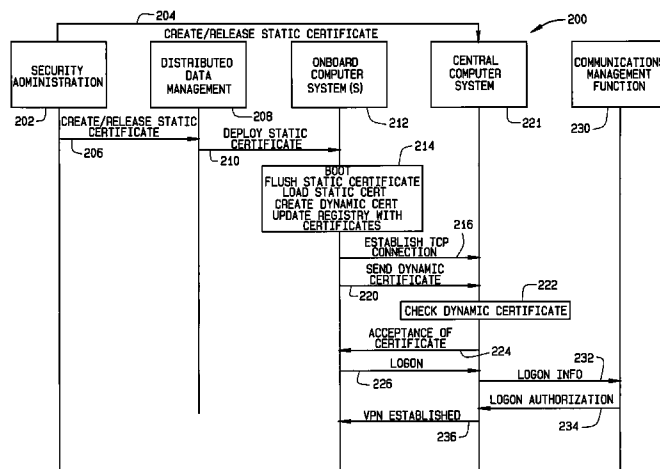 204
200
CREATE/RELEASE STATIC CERTIFICATE
SECURITY
ADMINISTRATION
DISTRIBUTED
DATA
MANAGEMENT
ONBOARD
COMPUTER
SYSTEM(S)
CENTRAL
COMPUTER
SYSTEM
COMMUNICATIONS
MANAGEMENT
FUNCTION
202
208
212
221
230
CREATE/RELEASE STATIC
CERTIFICATE
206
DEPLOY STATIC
CERTIFICATE
210
214
BOOT
FLUSH STATIC CERTIFICATE
LOAD STATIC CERT
CREATE DYNAMIC CERT
UPDATE REGISTRY WITH
CERTIFICATES
ESTABLISH TCP
CONNECTION
216
SEND DYNAMIC
CERTIFICATE
220
222
CHECK DYNAMIC CERTIFICATE
ACCEPTANCE OF
CERTIFICATE
224
LOGON
226
232
LOGON INFO
LOGON AUTHORIZATION
234
VPN ESTABLISHED
236